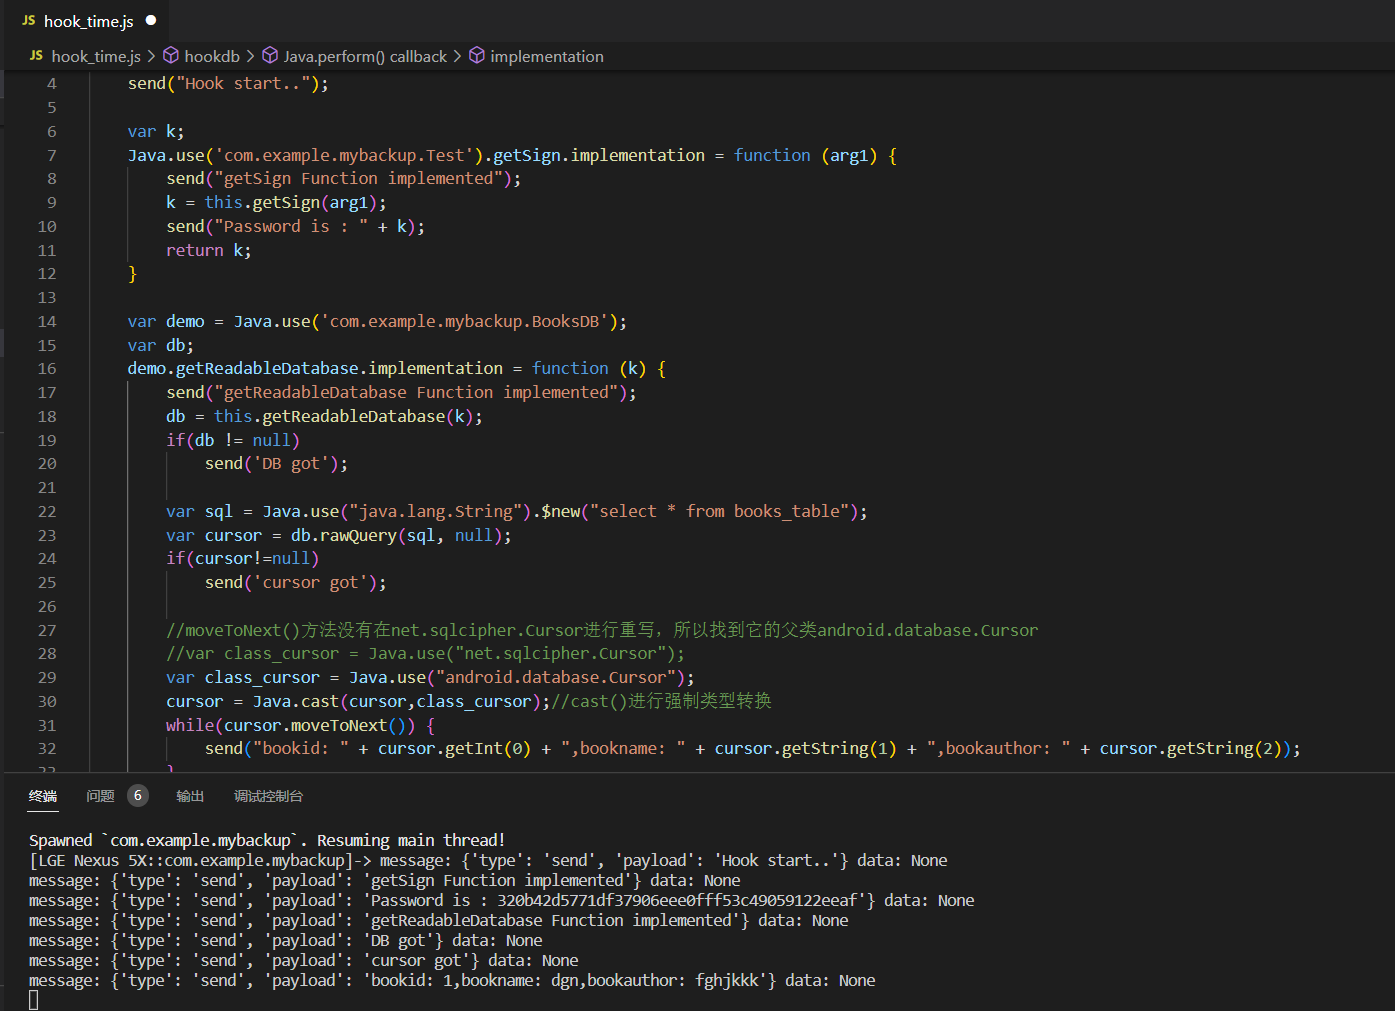 JS hook_time.js ●
JS hook_time.js > hookdb > Java.perform() callback > implementation
4 send("Hook start..");
5
6 var k;
7 Java.use('com.example.mybackup.Test').getSign.implementation = function (arg1) {
8 send("getSign Function implemented");
9 k = this.getSign(arg1);
10 send("Password is : " + k);
11 return k;
12 }
13
14 var demo = Java.use('com.example.mybackup.BooksDB');
15 var db;
16 demo.getReadableDatabase.implementation = function (k) {
17 send("getReadableDatabase Function implemented");
18 db = this.getReadableDatabase(k);
19 if(db != null)
20 send('DB got');
21
22 var sql = Java.use("java.lang.String").$new("select * from books_table");
23 var cursor = db.rawQuery(sql, null);
24 if(cursor!=null)
25 send('cursor got');
26
27 //moveToNext()方法没有在net.sqlcipher.Cursor进行重写，所以找到它的父类android.database.Cursor
28 //var class_cursor = Java.use("net.sqlcipher.Cursor");
29 var class_cursor = Java.use("android.database.Cursor");
30 cursor = Java.cast(cursor,class_cursor);//cast()进行强制类型转换
31 while(cursor.moveToNext()) {
32 send("bookid: " + cursor.getInt(0) + ",bookname: " + cursor.getString(1) + ",bookauthor: " + cursor.getString(2));
33 }
终端 问题 6 输出 调试控制台
Spawned `com.example.mybackup`. Resuming main thread!
[LGE Nexus 5X::com.example.mybackup]-> message: {'type': 'send', 'payload': 'Hook start..'} data: None
message: {'type': 'send', 'payload': 'getSign Function implemented'} data: None
message: {'type': 'send', 'payload': 'Password is : 320b42d5771df37906eee0fff53c49059122eeaf'} data: None
message: {'type': 'send', 'payload': 'getReadableDatabase Function implemented'} data: None
message: {'type': 'send', 'payload': 'DB got'} data: None
message: {'type': 'send', 'payload': 'cursor got'} data: None
message: {'type': 'send', 'payload': 'bookid: 1,bookname: dgn,bookauthor: fghjkkk'} data: None